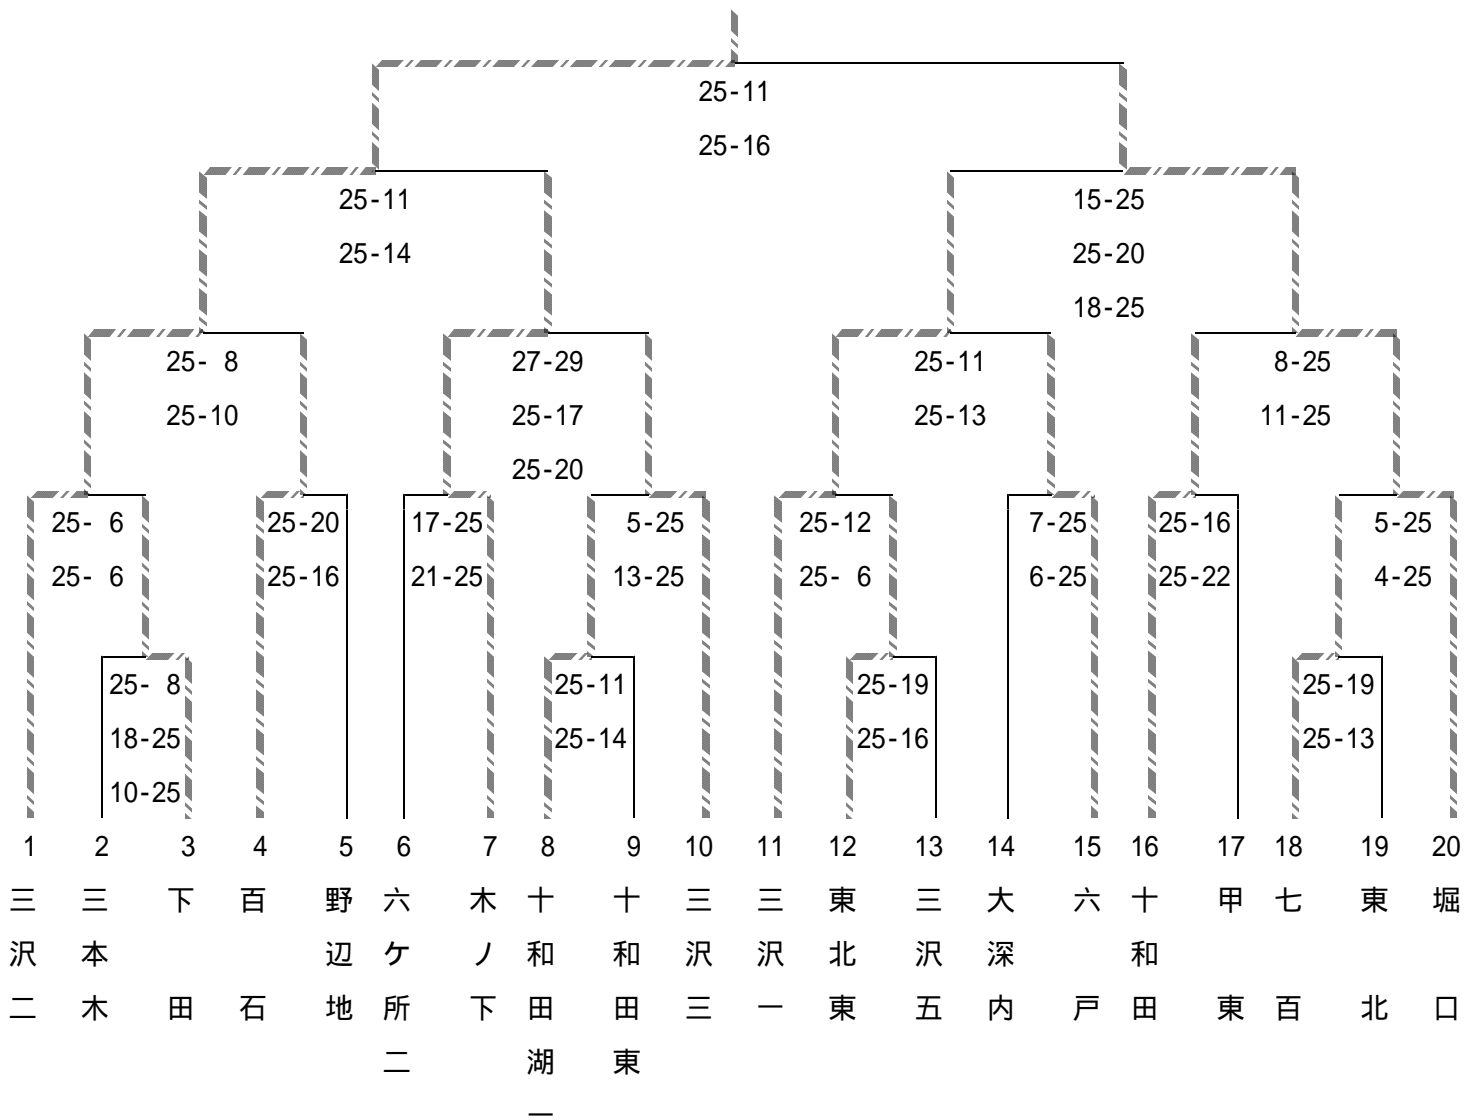 25-11
25-16
25-11
25-14
15-25
25-20
18-25
25- 8
25-10
27-29
25-17
25-20
25-11
25-13
8-25
11-25
25- 6
25- 6
25-20
25-16
17-25
21-25
5-25
13-25
25-12
25- 6
7-25
6-25
25-16
25-22
5-25
4-25
25- 8
18-25
10-25
25-11
25-14
25-19
25-16
25-19
25-13
1 2 3 4 5 6 7 8 9 10 11 12 13 14 15 16 17 18 19 20
三沢二
三本木
下田
百石
野辺地
六ケ所二
木ノ下
十和田湖一
十和田東
三沢三
三沢一
東北東
三沢五
大深内
六戸
十和田
甲東
七百
東北
堀口